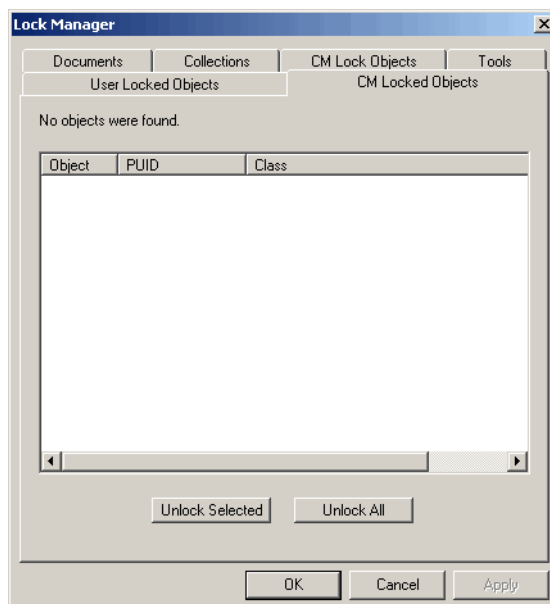 Lock Manager
Documents Collections CM Lock Objects Tools
User Locked Objects CM Locked Objects
No objects were found.
Object PUID Class
Unlock Selected Unlock All
OK Cancel Apply